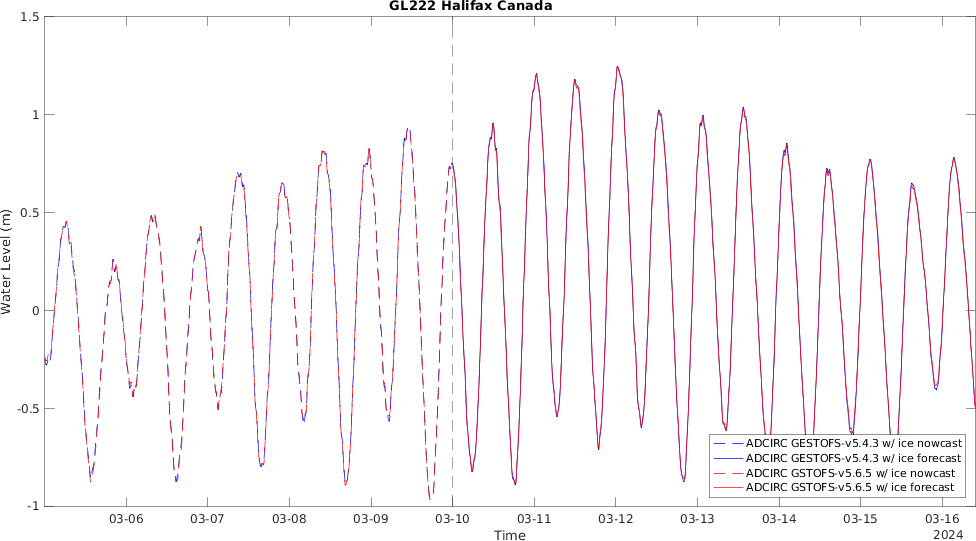 GL222 Halifax Canada
1.5
1
0.5
0
-0.5
-1
Water Level (m)
ADCIRC GESTOFS-v5.4.3 w/ ice nowcast
ADCIRC GESTOFS-v5.4.3 w/ ice forecast
ADCIRC GSTOFS-v5.6.5 w/ ice nowcast
ADCIRC GSTOFS-v5.6.5 w/ ice forecast
03-06 03-07 03-08 03-09 03-10 03-11 03-12 03-13 03-14 03-15 03-16
2024
Time